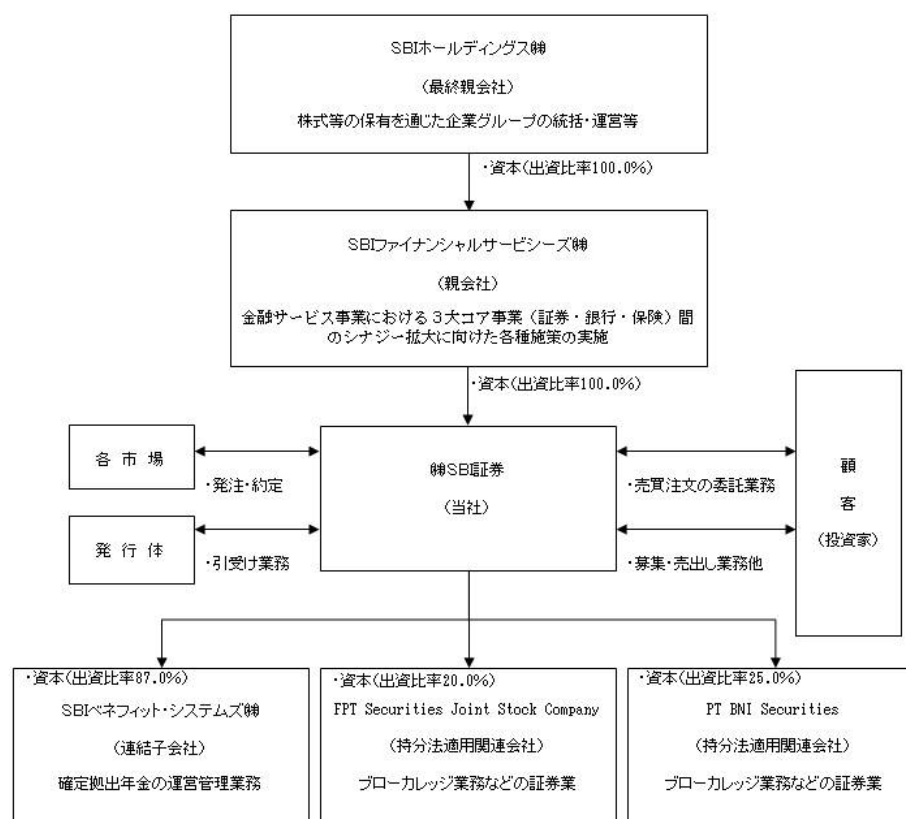 SBIホールディングス㈱
(最終親会社)
株式等の保有を通じた企業グループの統括・運営等
・資本(出資比率100.0%)
SBIファイナンシャルサービシーズ㈱
(親会社)
金融サービス事業における3大コア事業(証券・銀行・保険)間
のシナジー拡大に向けた各種施策の実施
・資本(出資比率100.0%)
各市場
・発注・約定
㈱SBI証券
(当社)
・売買注文の委託業務
顧
客
(投資家)
発行体
・引受け業務
・募集・売出し業務他
・資本(出資比率87.0%)
SBIベネフィット・システムズ㈱
(連結子会社)
確定拠出年金の運営管理業務
・資本(出資比率20.0%)
FPT Securities Joint Stock Company
(持分法適用関連会社)
ブローカレッジ業務などの証券業
・資本(出資比率25.0%)
PT BNI Securities
(持分法適用関連会社)
ブローカレッジ業務などの証券業